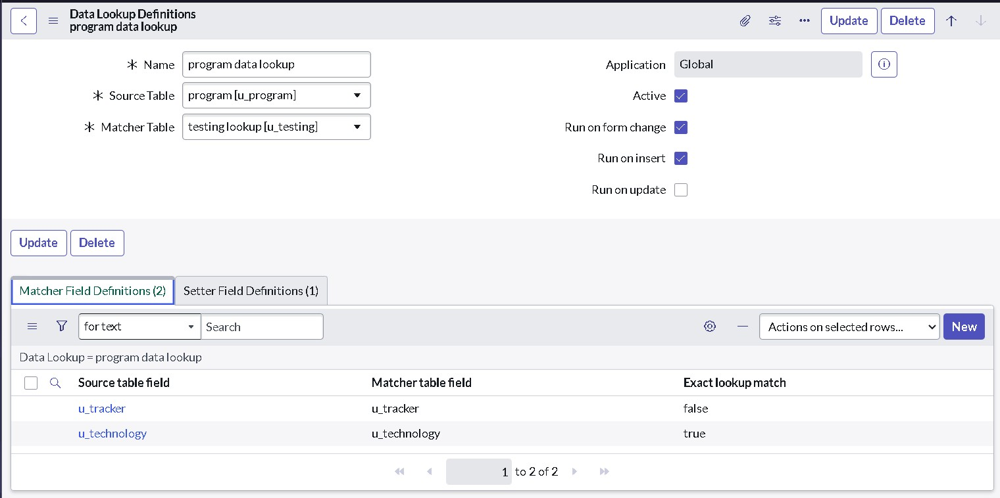 Data Lookup Definitions
program data lookup
Update Delete
Name program data lookup Application Global
Source Table program [u_program] Active
Matcher Table testing lookup [u_testing] Run on form change
Run on insert
Run on update
Update Delete
Matcher Field Definitions (2) Setter Field Definitions (1)
for text Search Actions on selected rows... New
Data Lookup = program data lookup
Source table field Matcher table field Exact lookup match
u_tracker u_tracker false
u_technology u_technology true
1 to 2 of 2